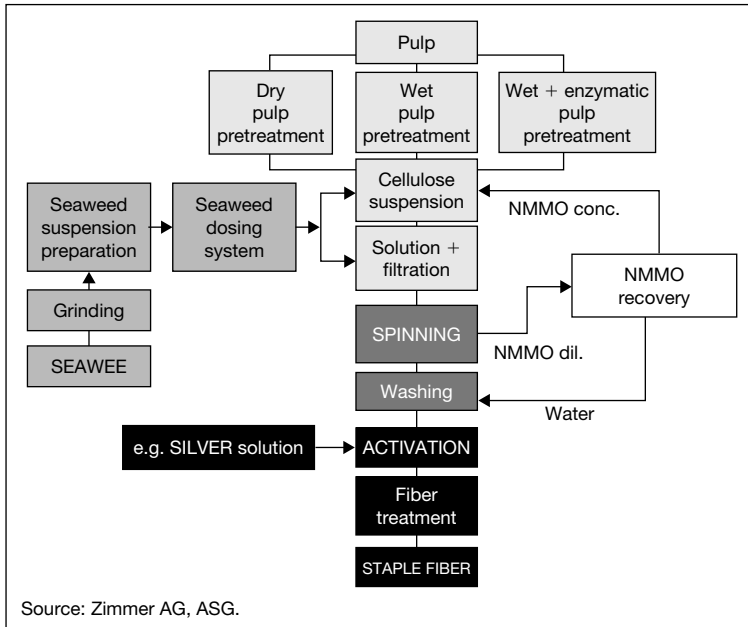 Pulp
Dry
pulp
pretreatment
Wet
pulp
pretreatment
Wet + enzymatic
pulp
pretreatment
Cellulose
suspension
NMMO conc.
Seaweed
suspension
preparation
Seaweed
dosing
system
Solution +
filtration
NMMO
recovery
Grinding
SPINNING
NMMO dil.
SEAWEE
Washing
Water
e.g. SILVER solution
ACTIVATION
Fiber
treatment
STAPLE FIBER
Source: Zimmer AG, ASG.